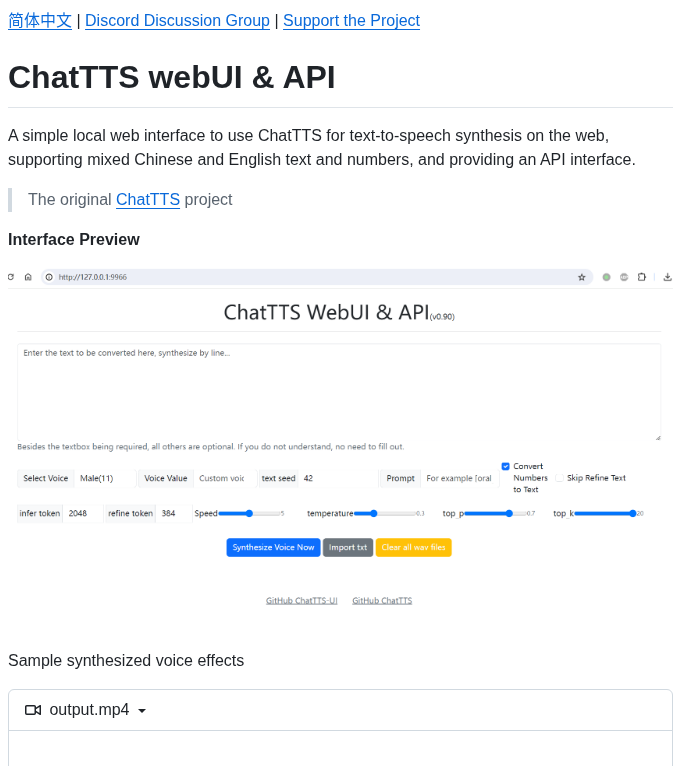 简体中文 | Discord Discussion Group | Support the Project
ChatTTS webUI & API
A simple local web interface to use ChatTTS for text-to-speech synthesis on the web,
supporting mixed Chinese and English text and numbers, and providing an API interface.
The original ChatTTS project
Interface Preview
http://127.0.0.1:9966
ChatTTS WebUI & API(v0.90)
Enter the text to be converted here, synthesize by line...
Besides the textbox being required, all others are optional. If you do not understand, no need to fill out.
Select Voice Male(11) Voice Value Custom voic text seed 42 Prompt For example [oral Convert Numbers to Text Skip Refine Text
infer token 2048 refine token 384 Speed 5 temperature 0.3 top_p 0.7 top_k 20
Synthesize Voice Now Import txt Clear all wav files
GitHub ChatTTS-UI GitHub ChatTTS
Sample synthesized voice effects
output.mp4